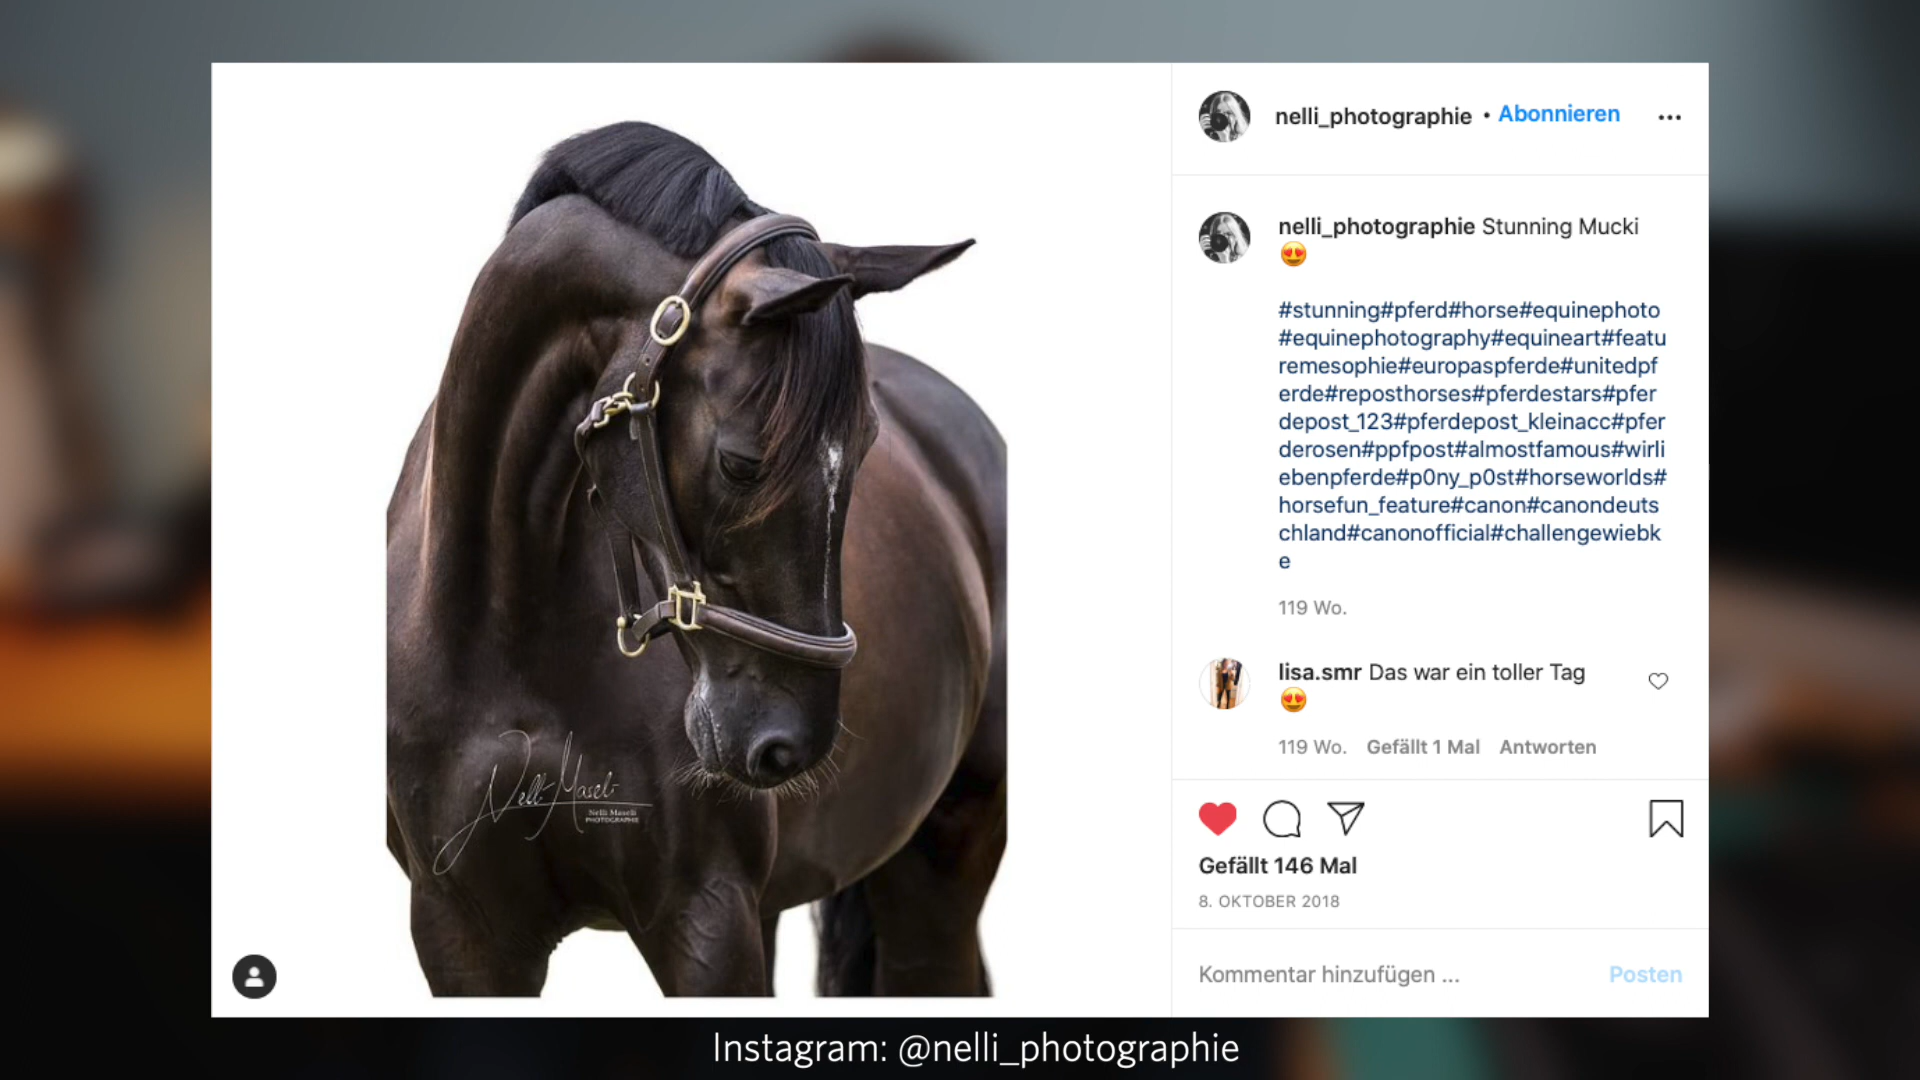 nelli_photographie • Abonnieren
nelli_photographie Stunning Mucki
#stunning#pferd#horse#equinephoto
#equinephotography#equineart#featu
remesophie#europaspferde#unitedpf
erde#reposthorses#pferdestars#pfer
depost_123#pferdepost_kleinacc#pfer
derosen#ppfpost#almostfamous#wirli
ebenpferde#p0ny_p0st#horseworlds#
horsefun_feature#canon#canondeuts
chland#canonofficial#challengewiebk
e
119 Wo.
lisa.smr Das war ein toller Tag
119 Wo. Gefällt 1 Mal Antworten
Gefällt 146 Mal
8. OKTOBER 2018
Kommentar hinzufügen ... Posten
Nelli Maseli
Nelli Maseli
PHOTOGRAPHIE
Instagram: @nelli_photographie